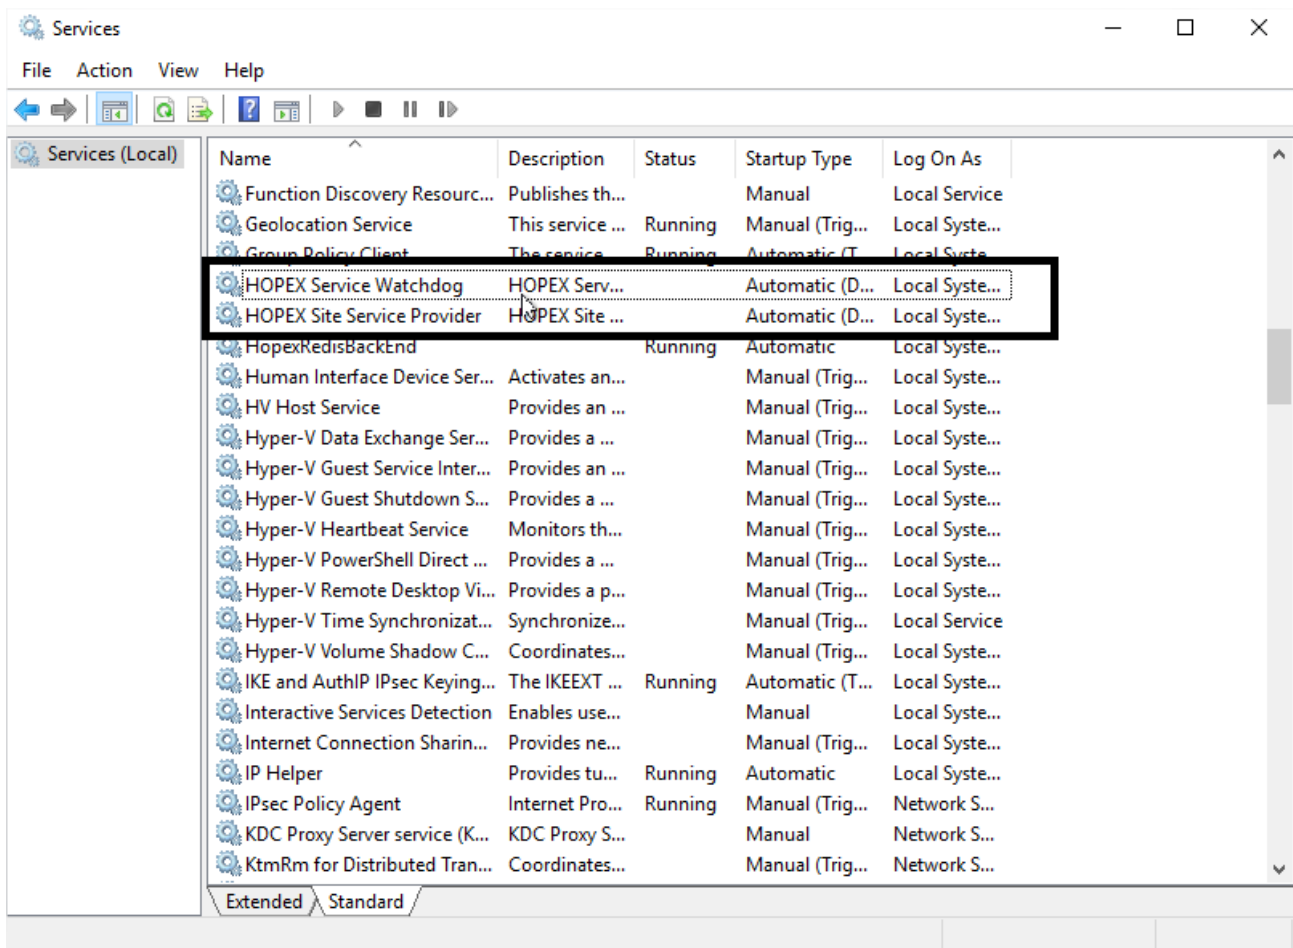 Services
File Action View Help
Services (Local)
Name Description Status Startup Type Log On As
Function Discovery Resourc... Publishes th... Manual Local Service
Geolocation Service This service ... Running Manual (Trig... Local Syste...
Group Policy Client The service Running Automatic (T Local Syste
HOPEX Service Watchdog HOPEX Serv... Automatic (D... Local Syste...
HOPEX Site Service Provider HOPEX Site ... Automatic (D... Local Syste...
HopexRedisBackEnd Running Automatic Local Syste...
Human Interface Device Ser... Activates an... Manual (Trig... Local Syste...
HV Host Service Provides an ... Manual (Trig... Local Syste...
Hyper-V Data Exchange Ser... Provides a ... Manual (Trig... Local Syste...
Hyper-V Guest Service Inter... Provides an ... Manual (Trig... Local Syste...
Hyper-V Guest Shutdown S... Provides a ... Manual (Trig... Local Syste...
Hyper-V Heartbeat Service Monitors th... Manual (Trig... Local Syste...
Hyper-V PowerShell Direct ... Provides a ... Manual (Trig... Local Syste...
Hyper-V Remote Desktop Vi... Provides a p... Manual (Trig... Local Syste...
Hyper-V Time Synchronizat... Synchronize... Manual (Trig... Local Service
Hyper-V Volume Shadow C... Coordinates... Manual (Trig... Local Syste...
IKE and AuthIP IPsec Keying... The IKEEXT ... Running Automatic (T... Local Syste...
Interactive Services Detection Enables use... Manual Local Syste...
Internet Connection Sharin... Provides ne... Manual (Trig... Local Syste...
IP Helper Provides tu... Running Automatic Local Syste...
IPsec Policy Agent Internet Pro... Running Manual (Trig... Network S...
KDC Proxy Server service (K... KDC Proxy S... Manual Network S...
KtmRm for Distributed Tran... Coordinates... Manual (Trig... Network S...
Extended Standard